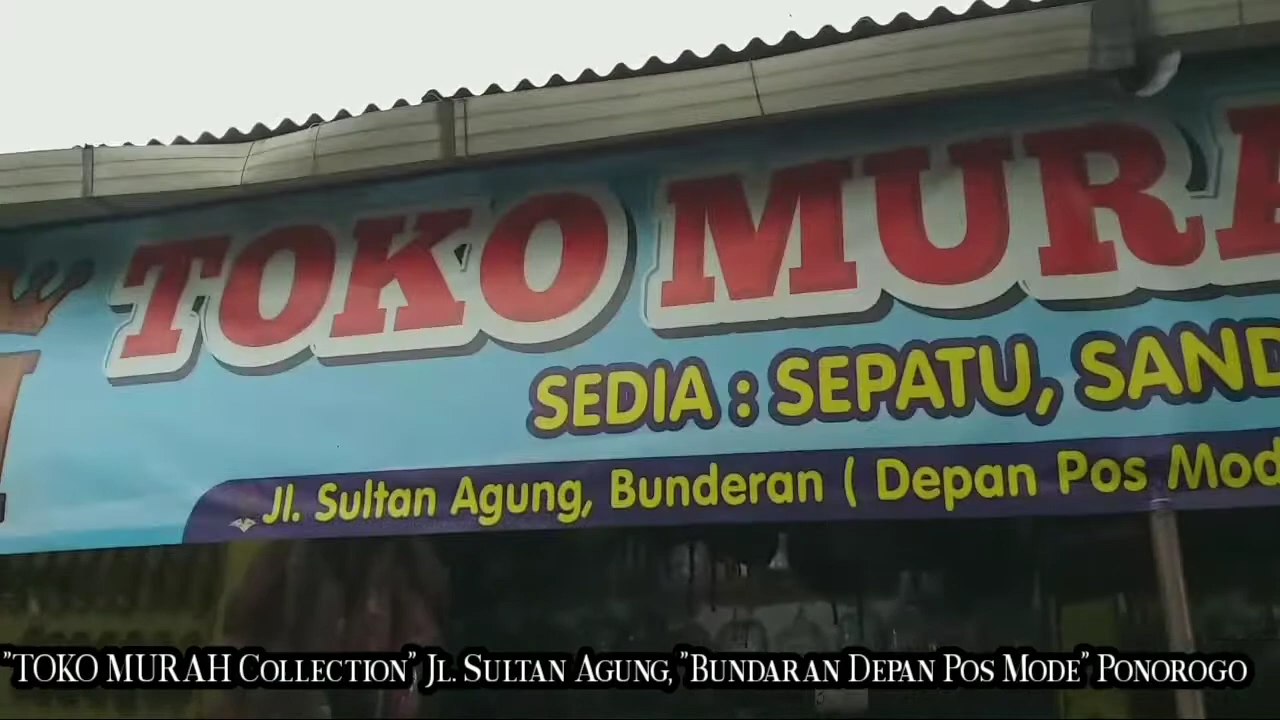 TOKO MURA
SEDIA : SEPATU, SAND
Jl. Sultan Agung, Bunderan ( Depan Pos Mod
"TOKO MURAH Collection", Jl. Sultan Agung, "Bundaran Depan Pos Mode" Ponorogo